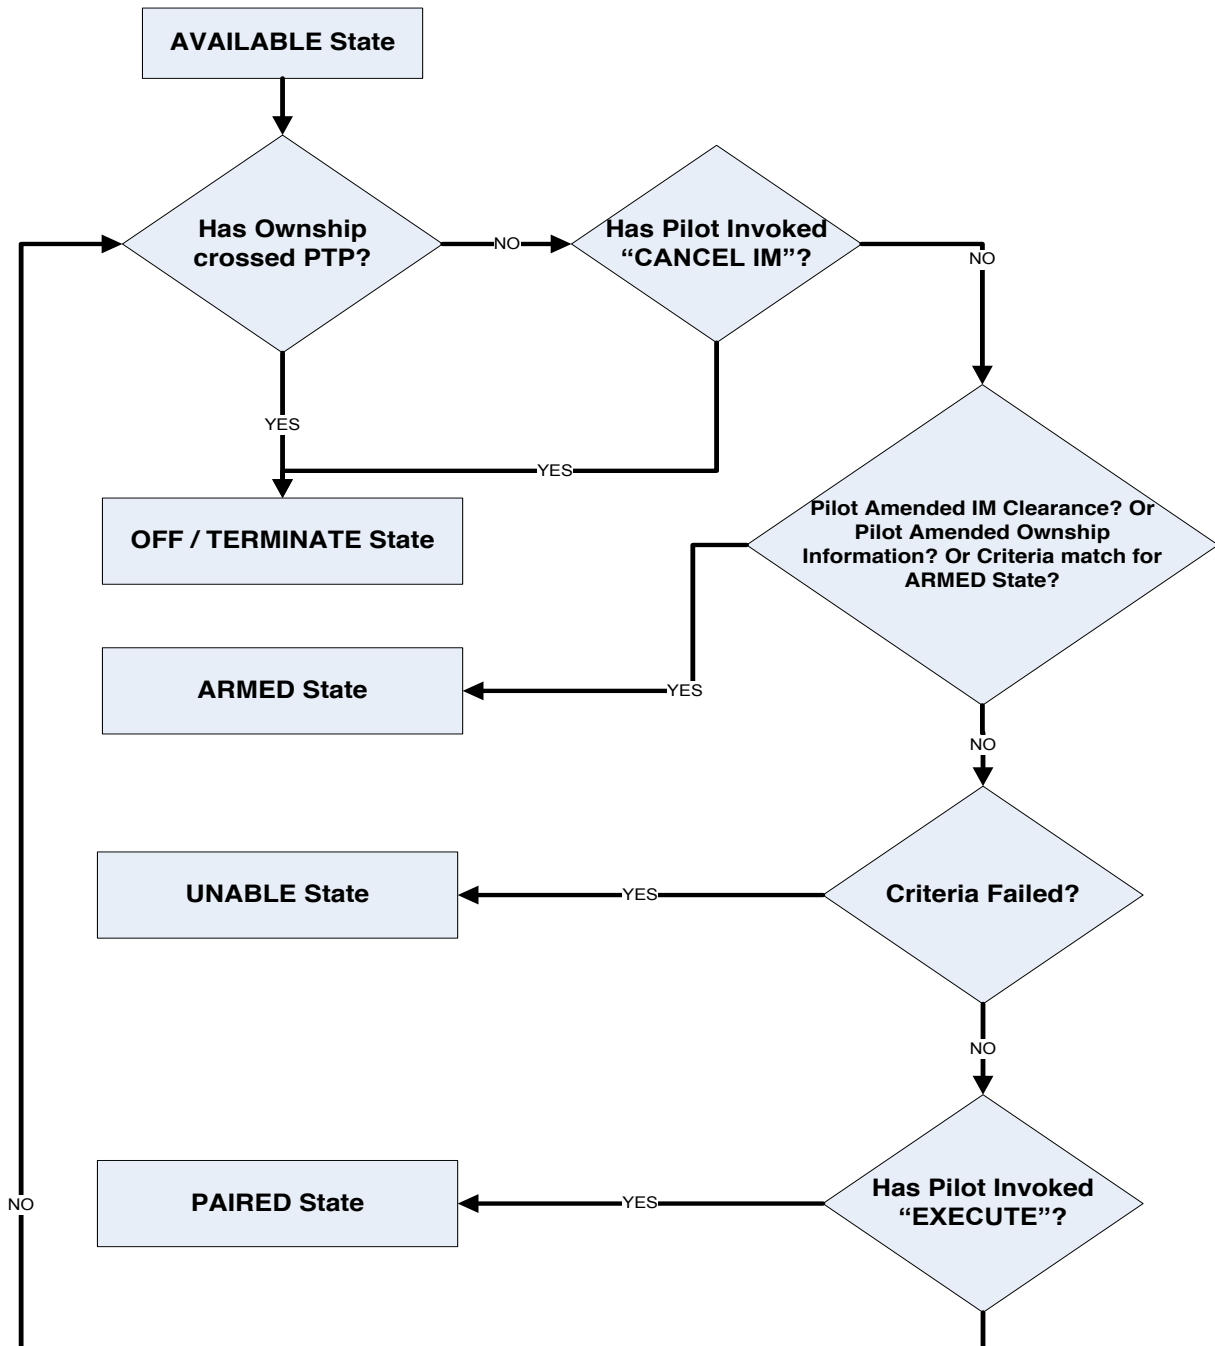 AVAILABLE State
Has Ownship
crossed PTP?
NO
Has Pilot Invoked
“CANCEL IM”?
NO
YES
YES
OFF / TERMINATE State
Pilot Amended IM Clearance? Or
Pilot Amended Ownship
Information? Or Criteria match for
ARMED State?
ARMED State
YES
NO
UNABLE State
YES
Criteria Failed?
NO
PAIRED State
YES
Has Pilot Invoked
“EXECUTE”?
NO